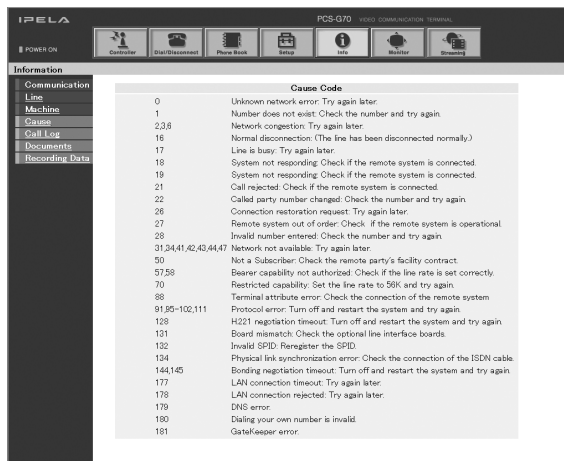 IPELA
PCS-G70 VIDEO COMMUNICATION TERMINAL
POWER ON
Controller Dial/Disconnect Phone Book Setup Info Monitor Streaming
Information
Communication
Line
Machine
Cause
Call Log
Documents
Recording Data
Cause Code
0 Unknown network error: Try again later.
1 Number does not exist: Check the number and try again.
2,3,6 Network congestion: Try again later.
16 Normal disconnection: (The line has been disconnected normally.)
17 Line is busy: Try again later.
18 System not responding: Check if the remote system is connected.
19 System not responding: Check if the remote system is connected.
21 Call rejected: Check if the remote system is connected.
22 Called party number changed: Check the number and try again.
26 Connection restoration request: Try again later.
27 Remote system out of order: Check if the remote system is operational.
28 Invalid number entered: Check the number and try again.
31,34,41,42,43,44,47 Network not available: Try again later.
50 Not a Subscriber: Check the remote party's facility contract.
57,58 Bearer capability not authorized: Check if the line rate is set correctly.
70 Restricted capability: Set the line rate to 56K and try again.
88 Terminal attribute error: Check the connection of the remote system
91,95-102,111 Protocol error: Turn off and restart the system and try again.
128 H.221 negotiation timeout: Turn off and restart the system and try again.
131 Board mismatch: Check the optional line interface boards.
132 Invalid SPID: Reregister the SPID.
134 Physical link synchronization error: Check the connection of the ISDN cable.
144,145 Bonding negotiation timeout: Turn off and restart the system and try again.
177 LAN connection timeout: Try again later.
178 LAN connection rejected: Try again later.
179 DNS error.
180 Dialing your own number is invalid.
181 GateKeeper error.